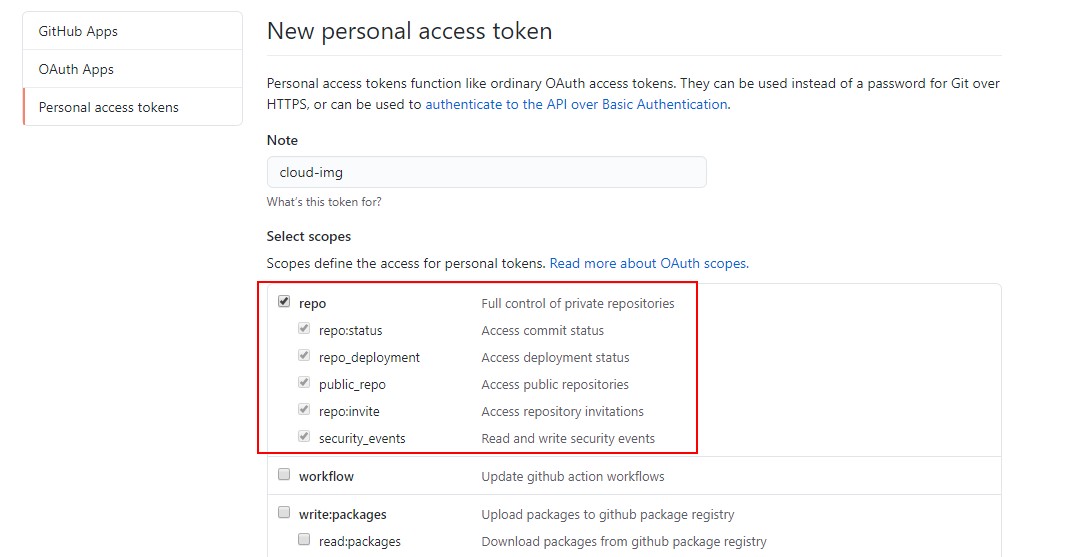 GitHub Apps
OAuth Apps
Personal access tokens
New personal access token
Personal access tokens function like ordinary OAuth access tokens. They can be used instead of a password for Git over
HTTPS, or can be used to authenticate to the API over Basic Authentication.
Note
cloud-img
What's this token for?
Select scopes
Scopes define the access for personal tokens. Read more about OAuth scopes.
repo Full control of private repositories
repo:status Access commit status
repo_deployment Access deployment status
public_repo Access public repositories
repo:invite Access repository invitations
security_events Read and write security events
workflow Update github action workflows
write:packages Upload packages to github package registry
read:packages Download packages from github package registry